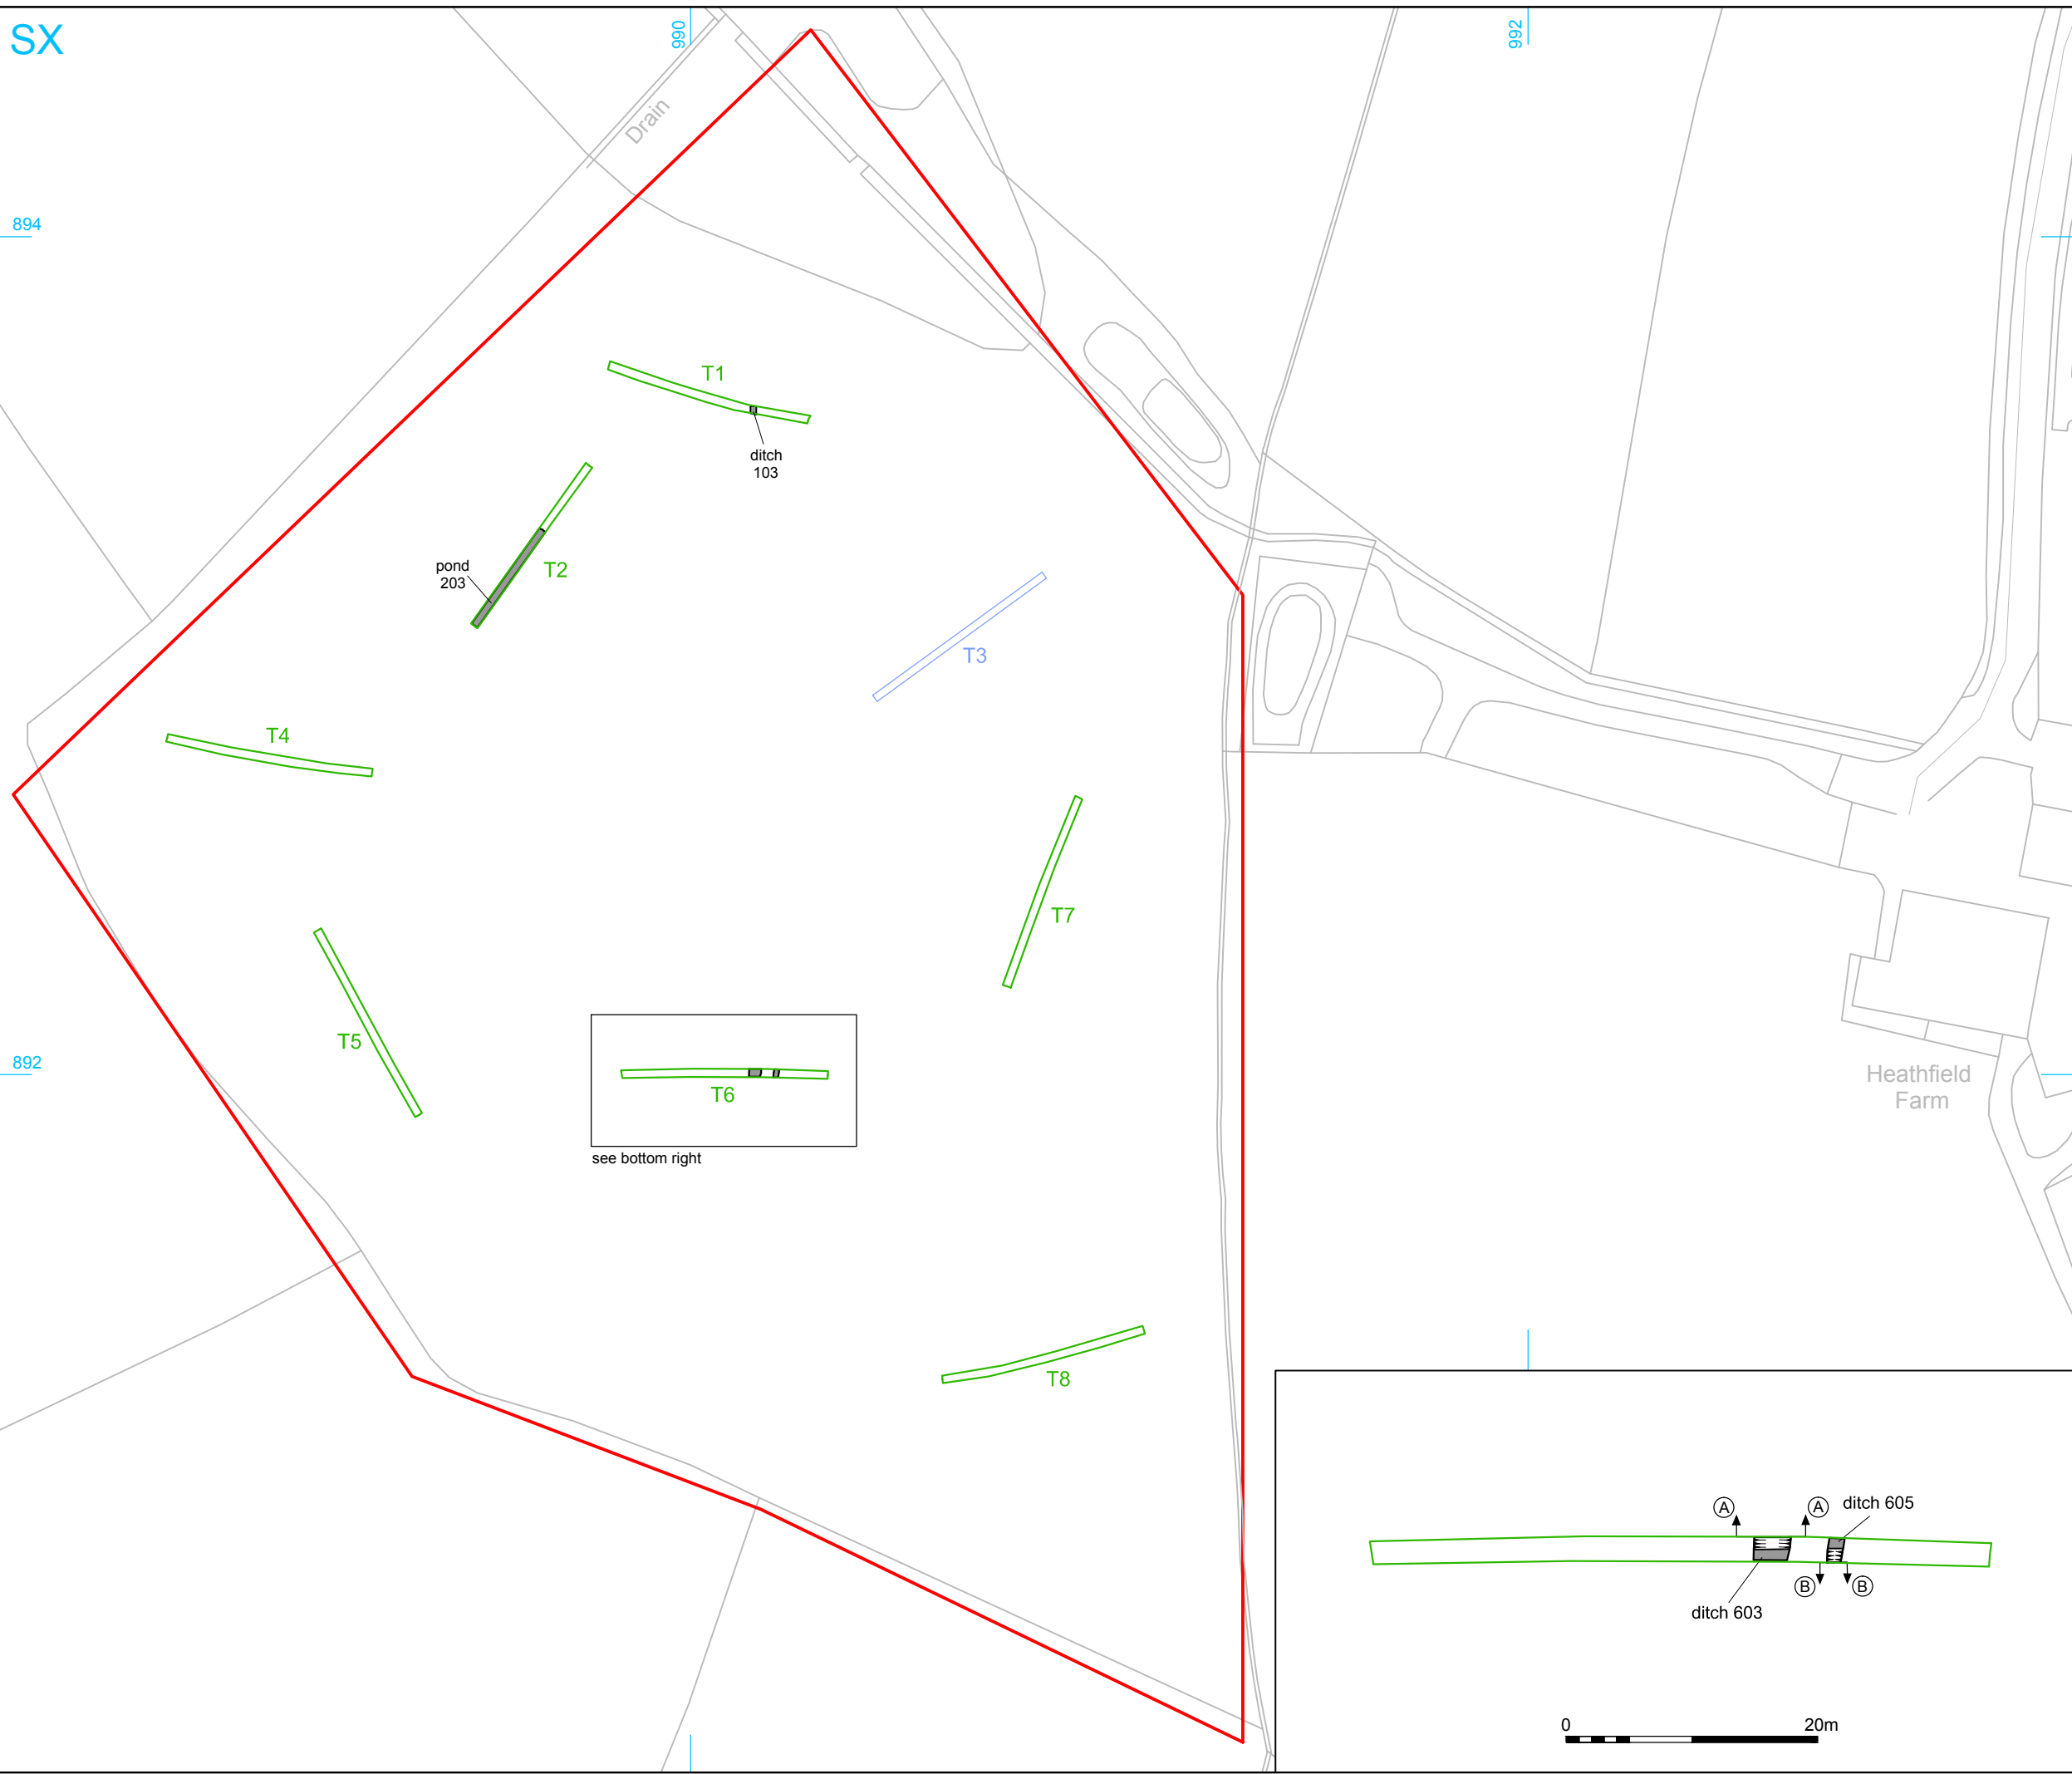 SX
990
992
Drain
894
T1
ditch
103
pond
203
T2
T3
T4
T7
T5
892
T6
see bottom right
Heathfield
Farm
T8
A
A
ditch 605
B
B
ditch 603
0
20m